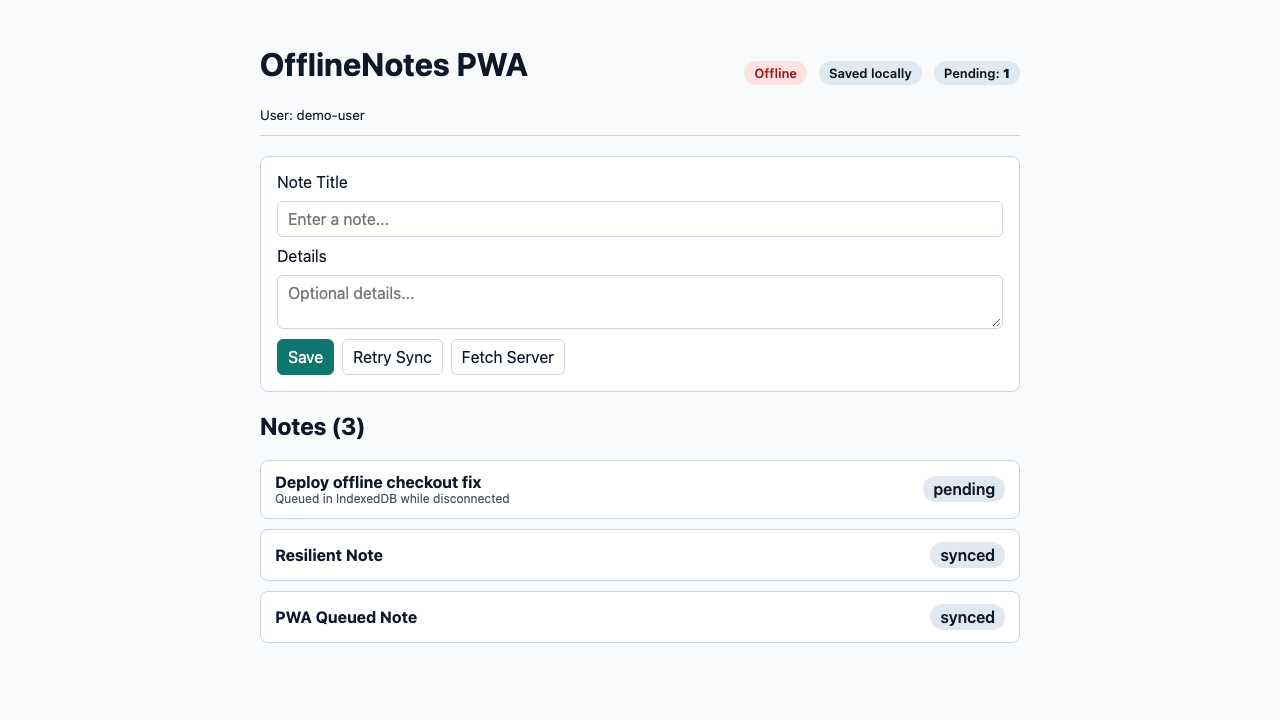 OfflineNotes PWA
Offline
Saved locally
Pending: 1
User: demo-user
Note Title
Enter a note...
Details
Optional details...
Save
Retry Sync
Fetch Server
Notes (3)
Deploy offline checkout fix
Queued in IndexedDB while disconnected
pending
Resilient Note
synced
PWA Queued Note
synced